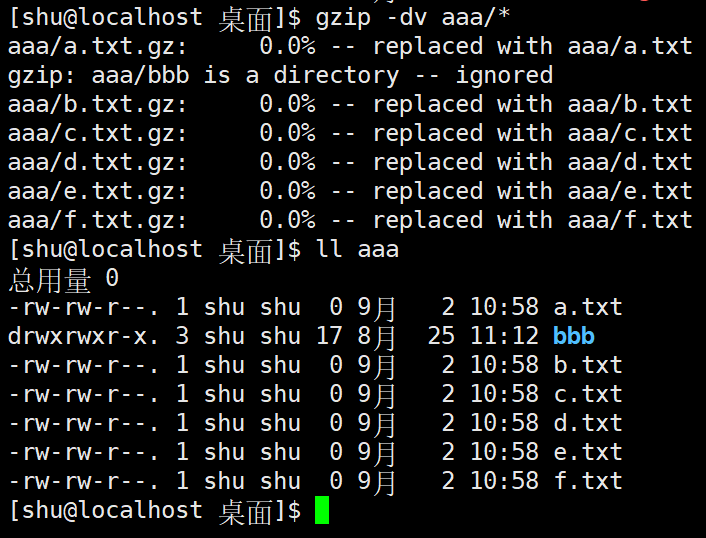 [shu@localhost 桌面]$ gzip -dv aaa/*
aaa/a.txt.gz:     0.0% -- replaced with aaa/a.txt
gzip: aaa/bbb is a directory -- ignored
aaa/b.txt.gz:     0.0% -- replaced with aaa/b.txt
aaa/c.txt.gz:     0.0% -- replaced with aaa/c.txt
aaa/d.txt.gz:     0.0% -- replaced with aaa/d.txt
aaa/e.txt.gz:     0.0% -- replaced with aaa/e.txt
aaa/f.txt.gz:     0.0% -- replaced with aaa/f.txt
[shu@localhost 桌面]$ ll aaa
总用量 0
-rw-rw-r--. 1 shu shu  0 9月   2 10:58 a.txt
drwxrwxr-x. 3 shu shu 17 8月  25 11:12 bbb
-rw-rw-r--. 1 shu shu  0 9月   2 10:58 b.txt
-rw-rw-r--. 1 shu shu  0 9月   2 10:58 c.txt
-rw-rw-r--. 1 shu shu  0 9月   2 10:58 d.txt
-rw-rw-r--. 1 shu shu  0 9月   2 10:58 e.txt
-rw-rw-r--. 1 shu shu  0 9月   2 10:58 f.txt
[shu@localhost 桌面]$